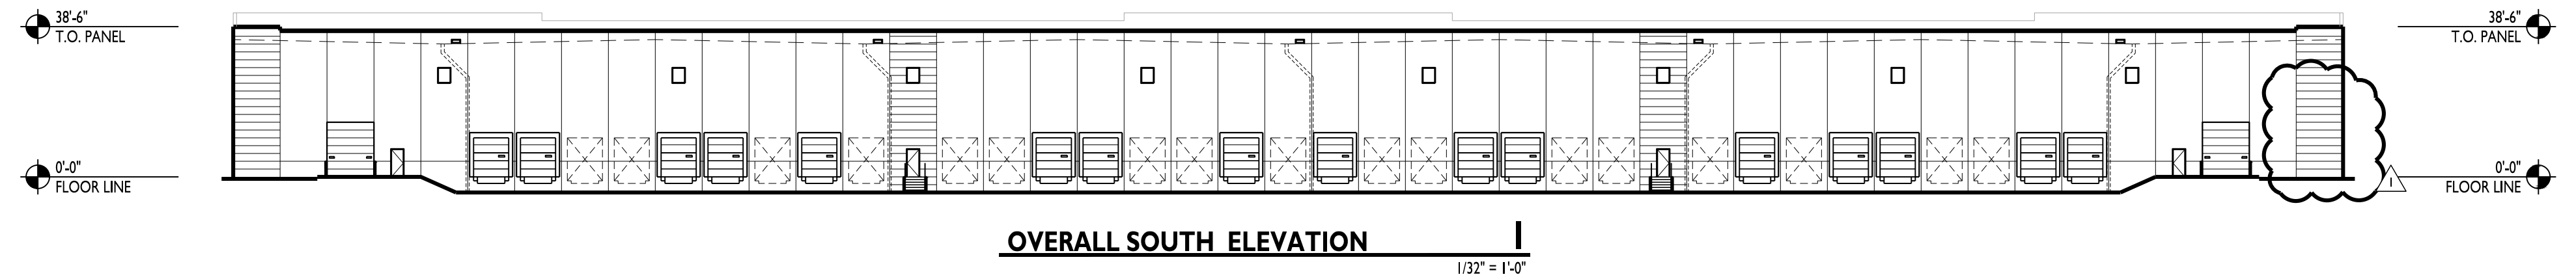 38'-6"
T.O. PANEL
38'-6"
T.O. PANEL
0'-0"
FLOOR LINE
0'-0"
FLOOR LINE
1
OVERALL SOUTH ELEVATION 1
1/32" = 1'-0"